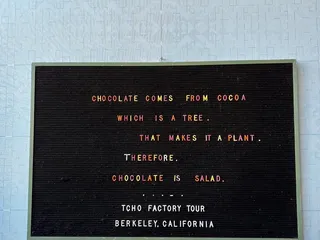 CHOCOLATE COMES FROM COCOA
WHICH IS A TREE.
THAT MAKES IT A PLANT.
THEREFORE,
CHOCOLATE IS SALAD.
.....
TCHO FACTORY TOUR
BERKELEY, CALIFORNIA